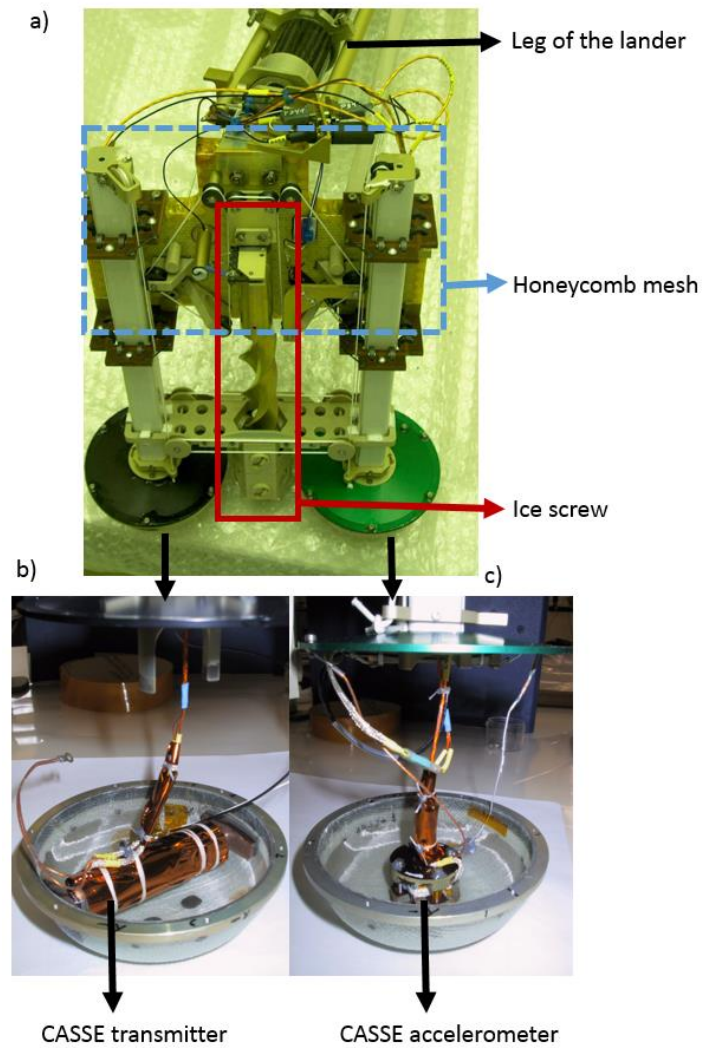 a)
Leg of the lander
Honeycomb mesh
Ice screw
b)
c)
CASSE transmitter
CASSE accelerometer